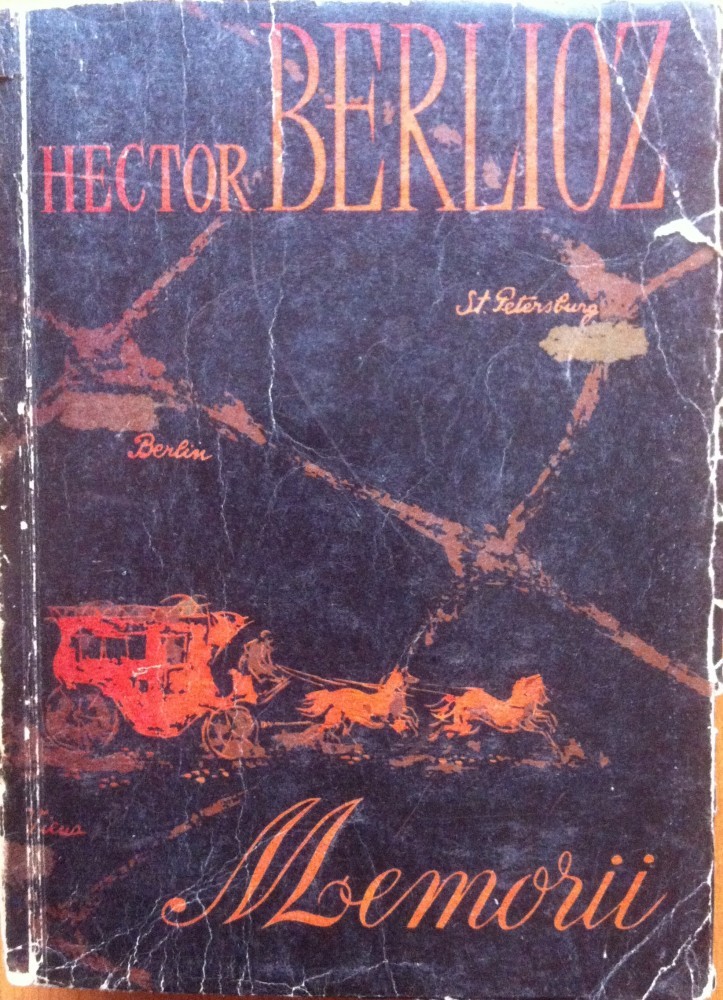 HECTOR BERLIOZ
St. Petersburg
Berlin
Memorii